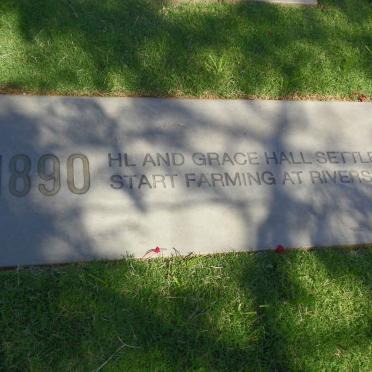 1890
HL AND GRACE HALL SETTLE
START FARMING AT RIVERS